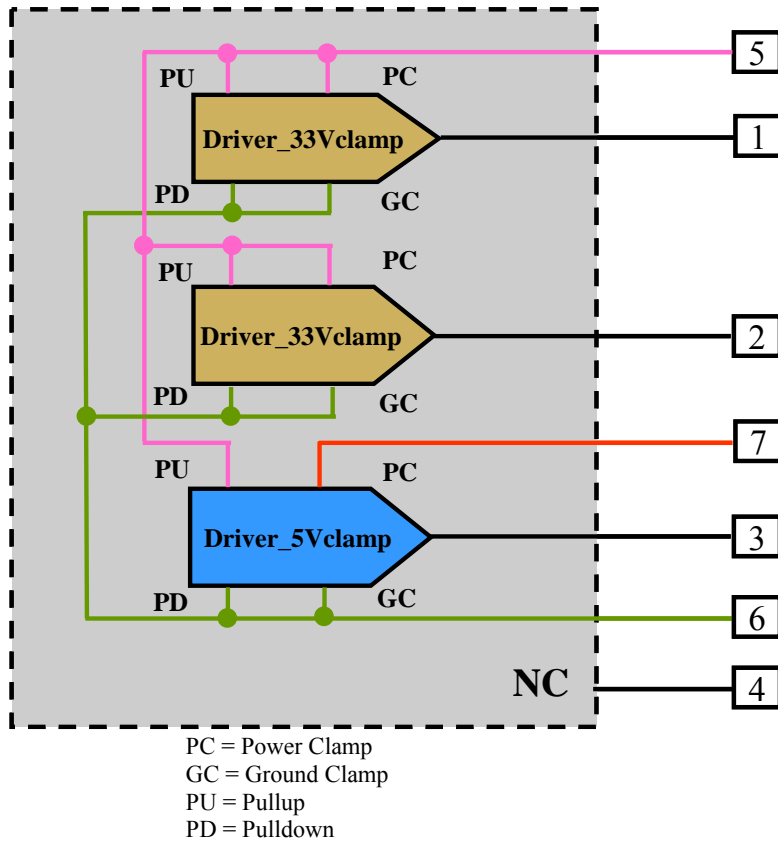 5
PU PC
Driver_33Vclamp
1
PD GC
PU PC
Driver_33Vclamp
2
PD GC
7
PU PC
Driver_5Vclamp
3
PD GC
6
NC
4
PC = Power Clamp
GC = Ground Clamp
PU = Pullup
PD = Pulldown